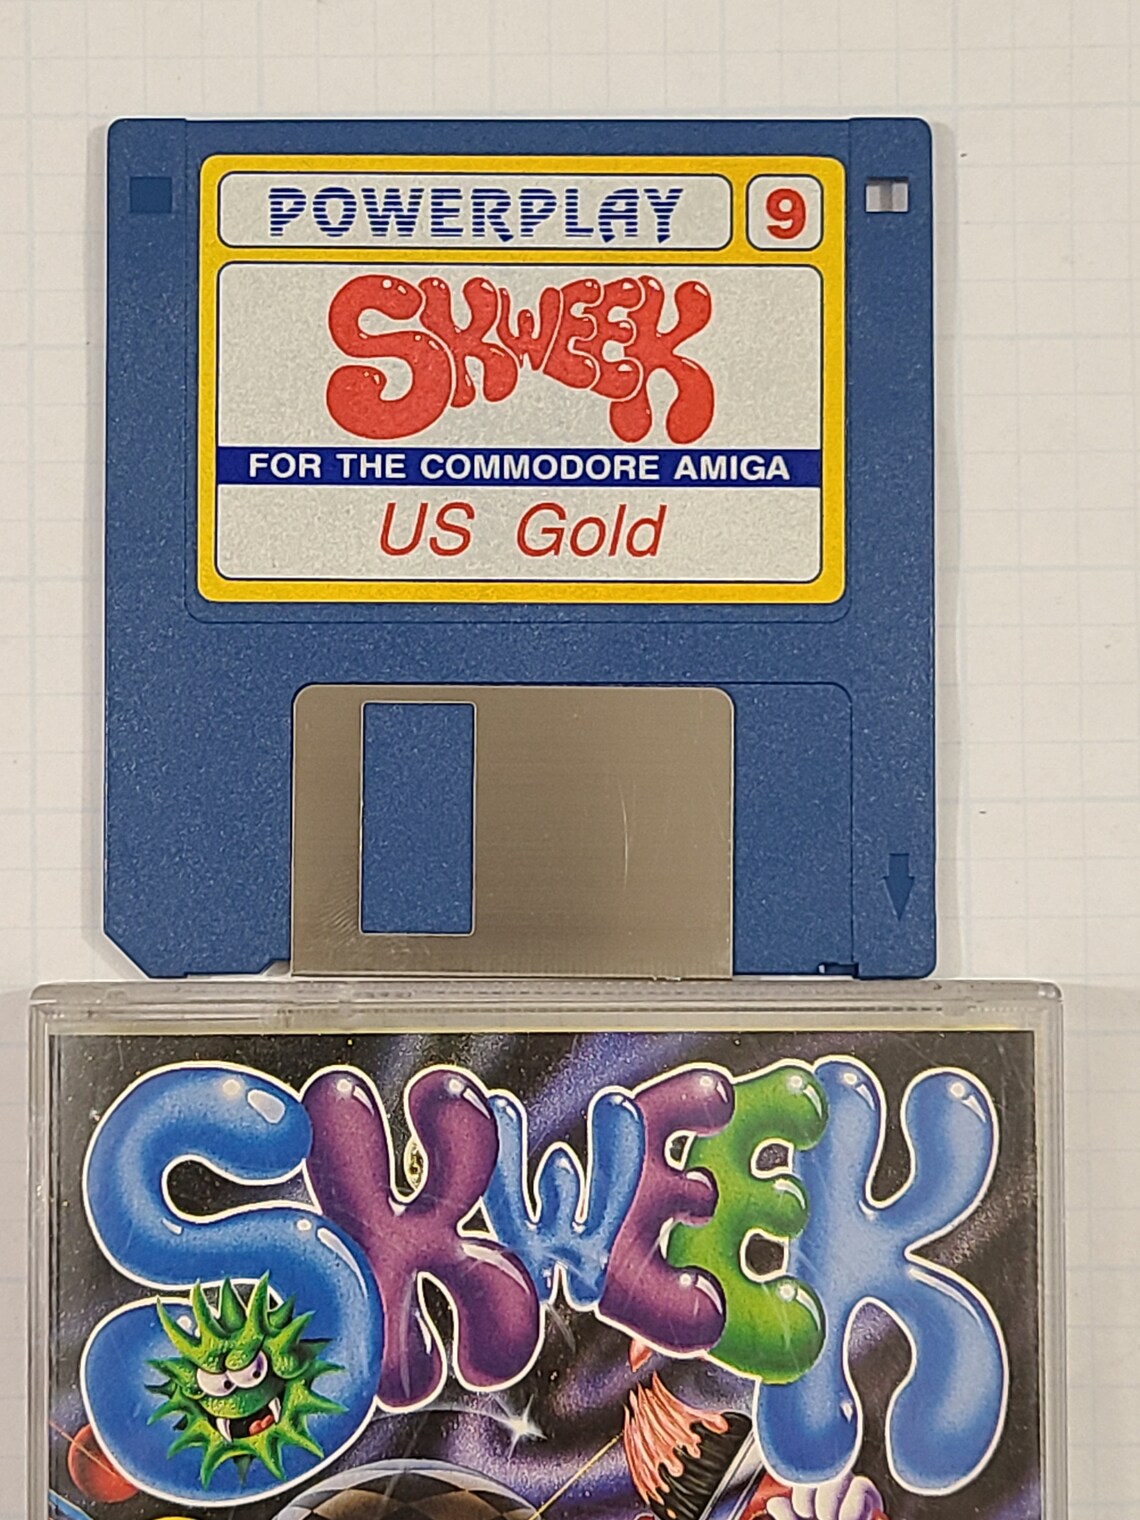 POWERPLAY 9
SKWEEK
FOR THE COMMODORE AMIGA
US Gold
SKWEEK